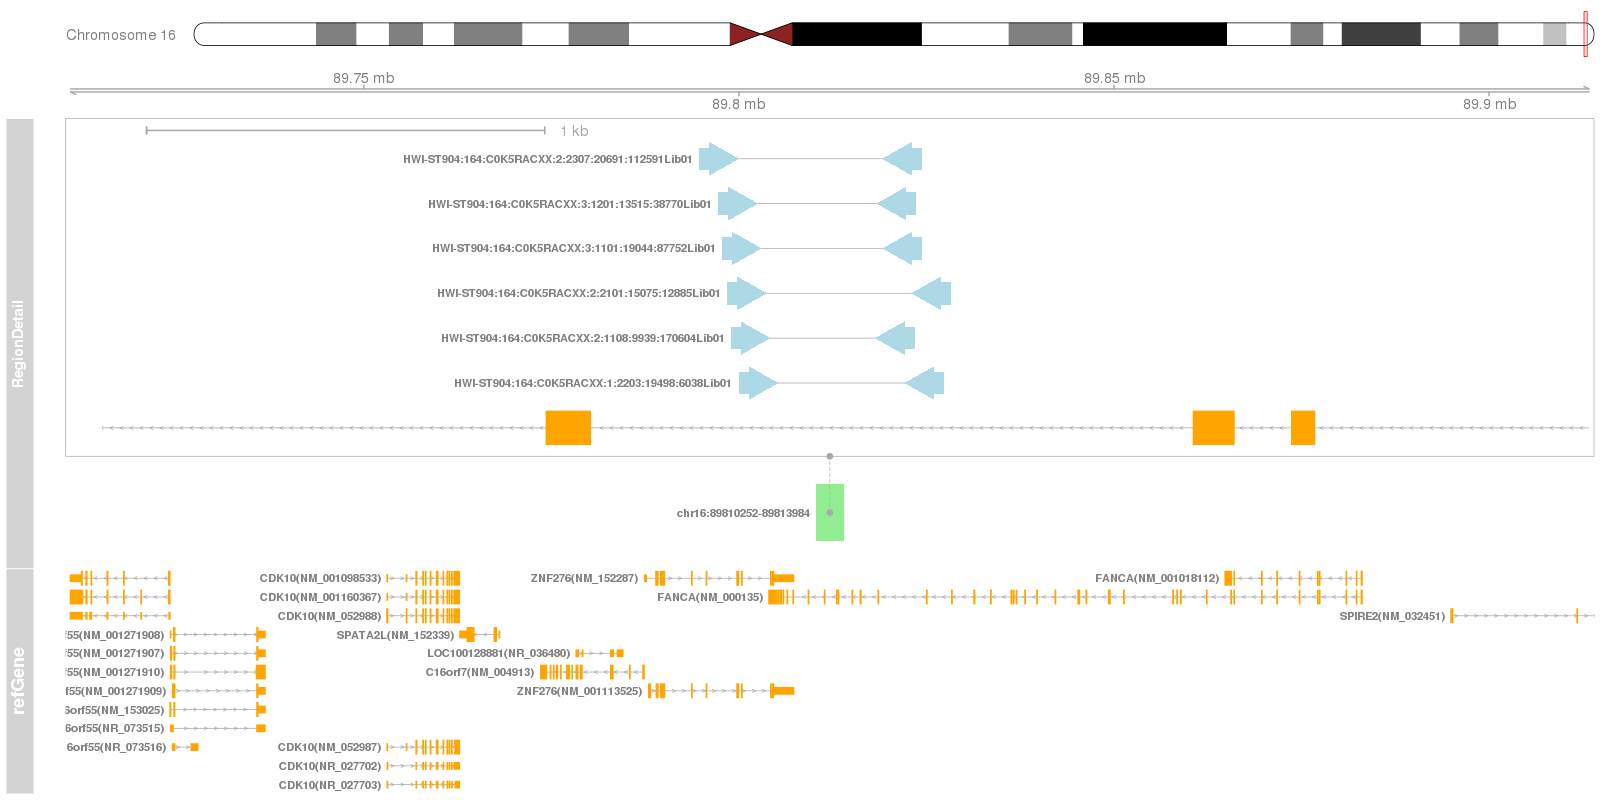 Chromosome 16
89.75 mb
89.85 mb
89.8 mb
89.9 mb
RegionDetail
1 kb
HWI-ST904:164:C0K5RACXX:2:2307:20691:112591Lib01
HWI-ST904:164:C0K5RACXX:3:1201:13515:38770Lib01
HWI-ST904:164:C0K5RACXX:3:1101:19044:87752Lib01
HWI-ST904:164:C0K5RACXX:2:2101:15075:12885Lib01
HWI-ST904:164:C0K5RACXX:2:1108:9939:170604Lib01
HWI-ST904:164:C0K5RACXX:1:2203:19498:6038Lib01
chr16:89810252-89813984
refGene
CDK10(NM_001098533)
ZNF276(NM_152287)
FANCA(NM_001018112)
CDK10(NM_001160367)
FANCA(NM_000135)
CDK10(NM_052988)
SPIRE2(NM_032451)
f55(NM_001271908)
SPATA2L(NM_152339)
f55(NM_001271907)
LOC100128881(NR_036480)
f55(NM_001271910)
C16orf7(NM_004913)
f55(NM_001271909)
ZNF276(NM_001113525)
6orf55(NM_153025)
6orf55(NR_073515)
6orf55(NR_073516)
CDK10(NM_052987)
CDK10(NR_027702)
CDK10(NR_027703)